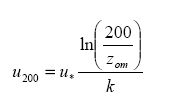 u₂₀₀ = u* ln(200 / zₒₘ) / k